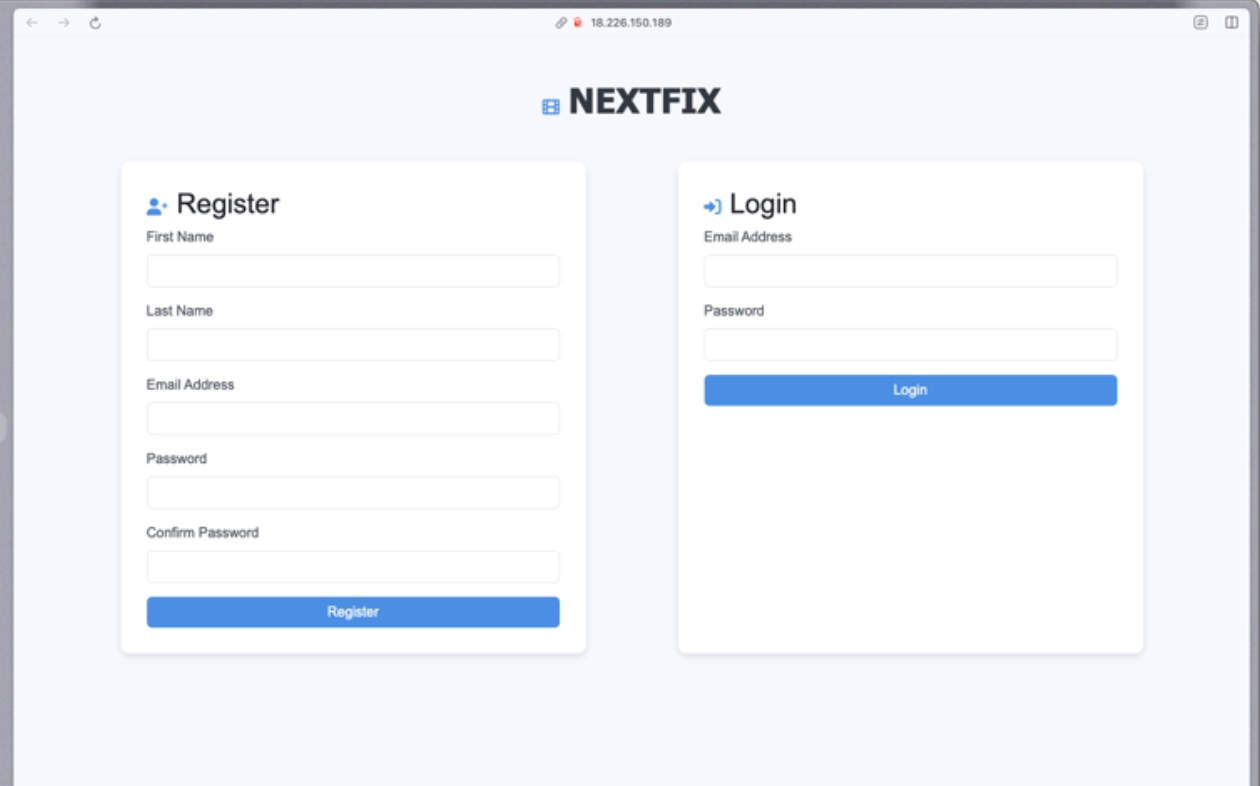 18.226.150.189
NEXTFIX
Register
First Name
Last Name
Email Address
Password
Confirm Password
Register
Login
Email Address
Password
Login